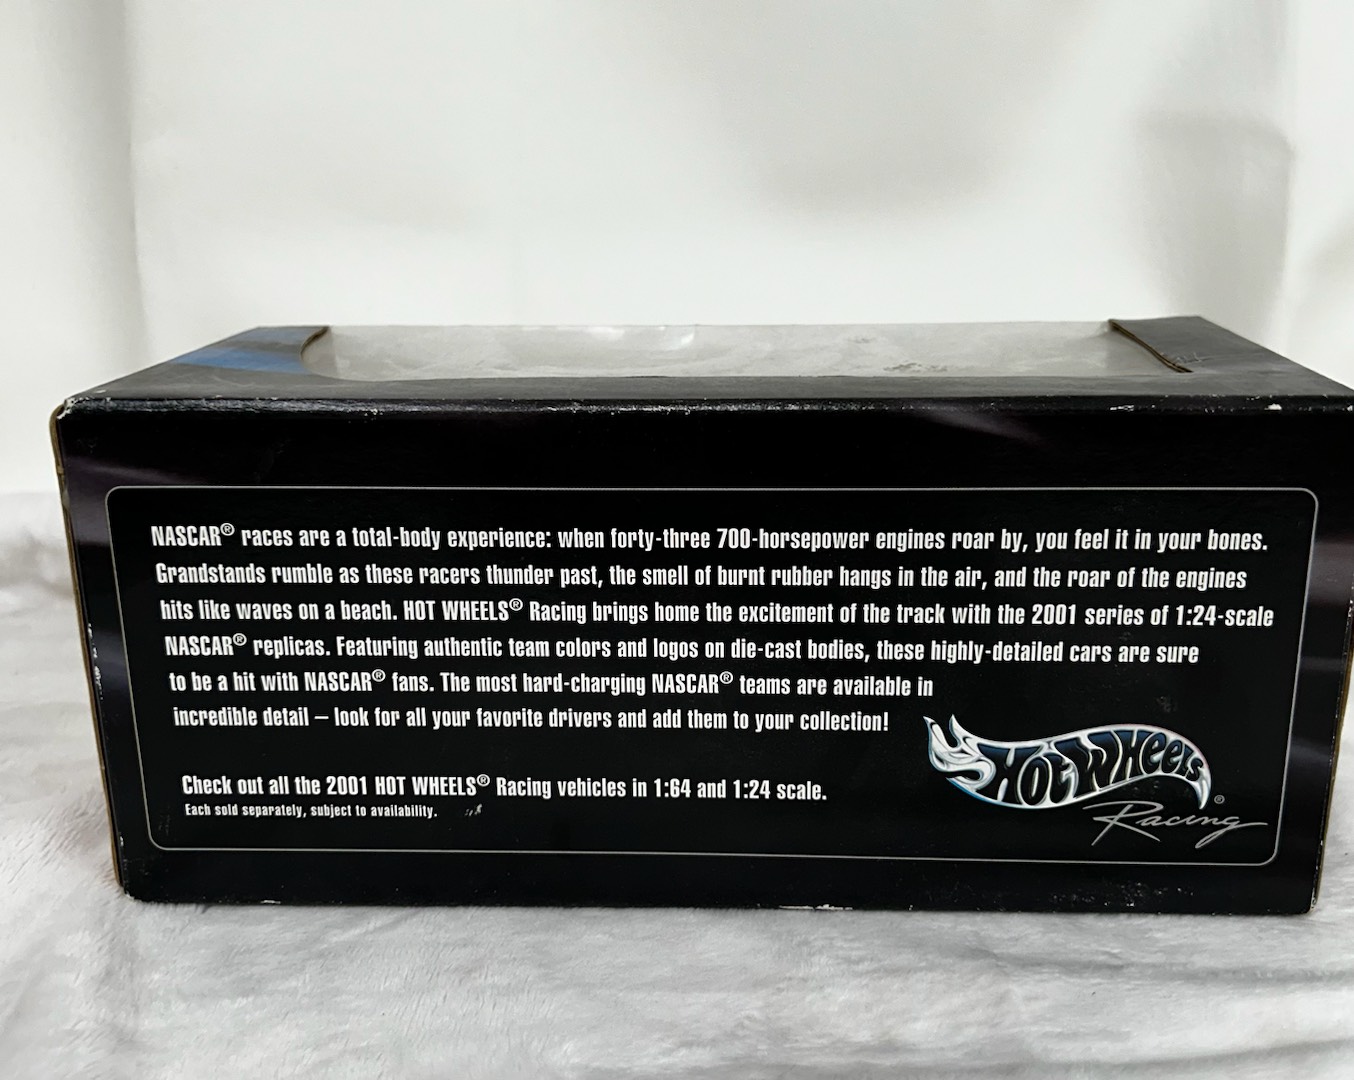 NASCAR® races are a total-body experience: when forty-three 700-horsepower engines roar by, you feel it in your bones.
Grandstands rumble as these racers thunder past, the smell of burnt rubber hangs in the air, and the roar of the engines
hits like waves on a beach. HOT WHEELS® Racing brings home the excitement of the track with the 2001 series of 1:24-scale
NASCAR® replicas. Featuring authentic team colors and logos on die-cast bodies, these highly-detailed cars are sure
to be a hit with NASCAR® fans. The most hard-charging NASCAR® teams are available in
incredible detail – look for all your favorite drivers and add them to your collection!
Check out all the 2001 HOT WHEELS® Racing vehicles in 1:64 and 1:24 scale.
Each sold separately, subject to availability.
HOT WHEELS®
Racing